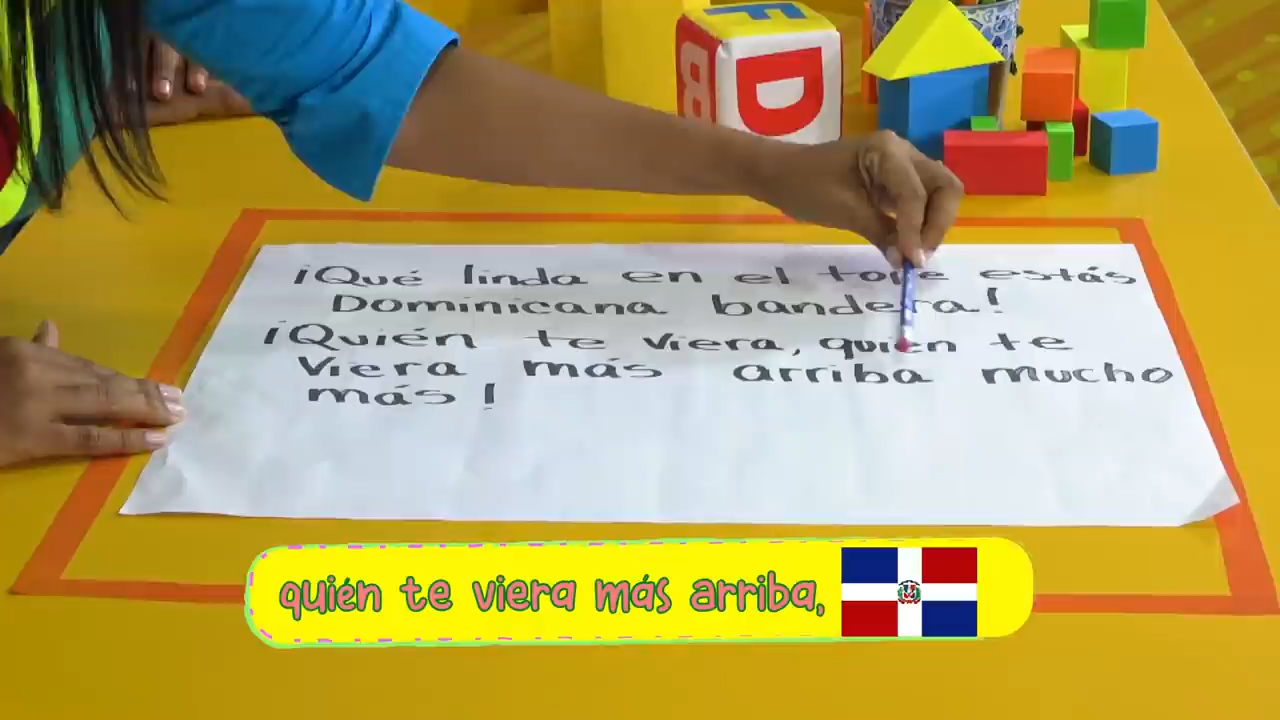 F
B
D
¡Qué linda en el tope estás
Dominicana bandera!
¡Quién te viera, quién te
viera más arriba mucho
más!
quién te viera más arriba,